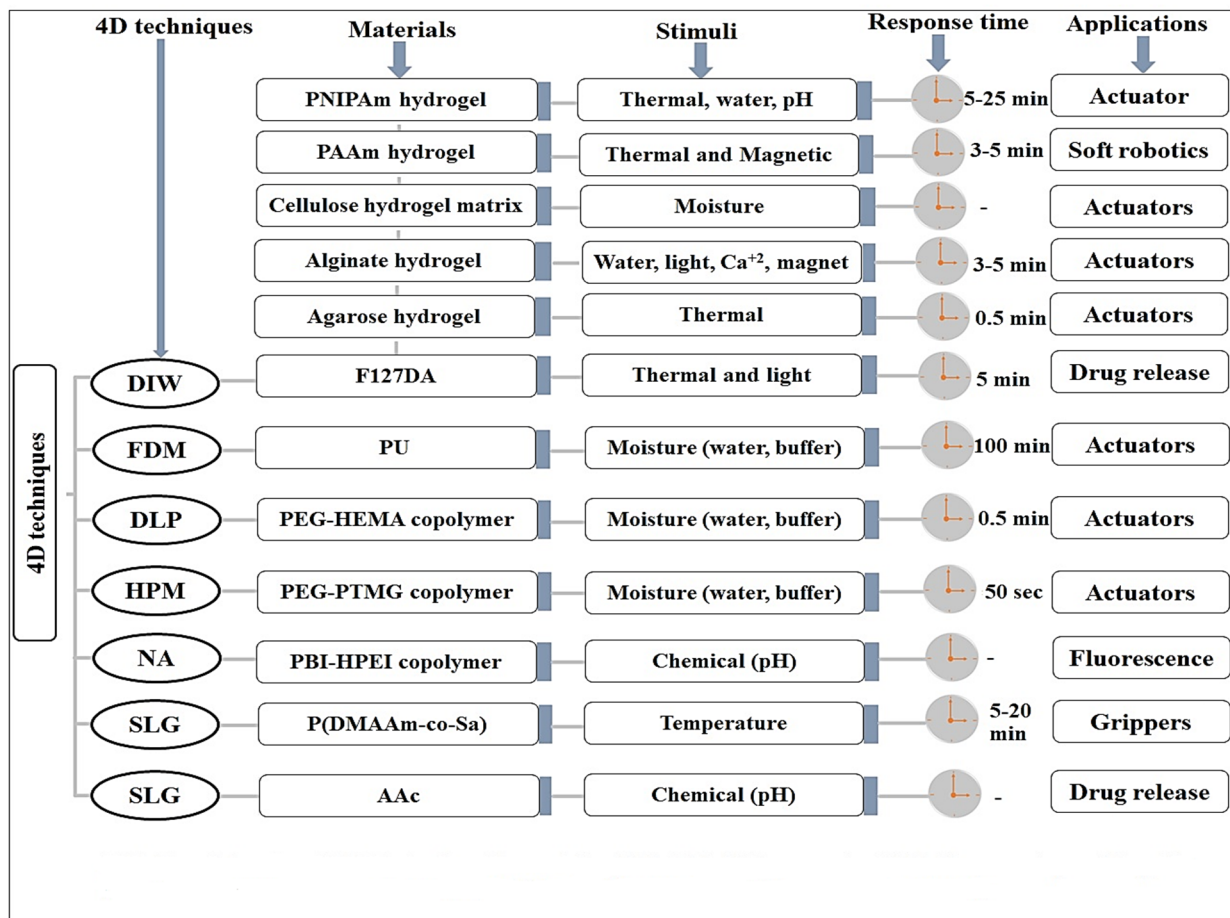 4D techniques Materials Stimuli Response time Applications
PNIPAm hydrogel Thermal, water, pH 5-25 min Actuator
PAAm hydrogel Thermal and Magnetic 3-5 min Soft robotics
Cellulose hydrogel matrix Moisture - Actuators
Alginate hydrogel Water, light, Ca⁺², magnet 3-5 min Actuators
Agarose hydrogel Thermal 0.5 min Actuators
4D techniques
DIW F127DA Thermal and light 5 min Drug release
FDM PU Moisture (water, buffer) 100 min Actuators
DLP PEG-HEMA copolymer Moisture (water, buffer) 0.5 min Actuators
HPM PEG-PTMG copolymer Moisture (water, buffer) 50 sec Actuators
NA PBI-HPEI copolymer Chemical (pH) - Fluorescence
SLG P(DMAAm-co-Sa) Temperature 5-20 min Grippers
SLG AAc Chemical (pH) - Drug release